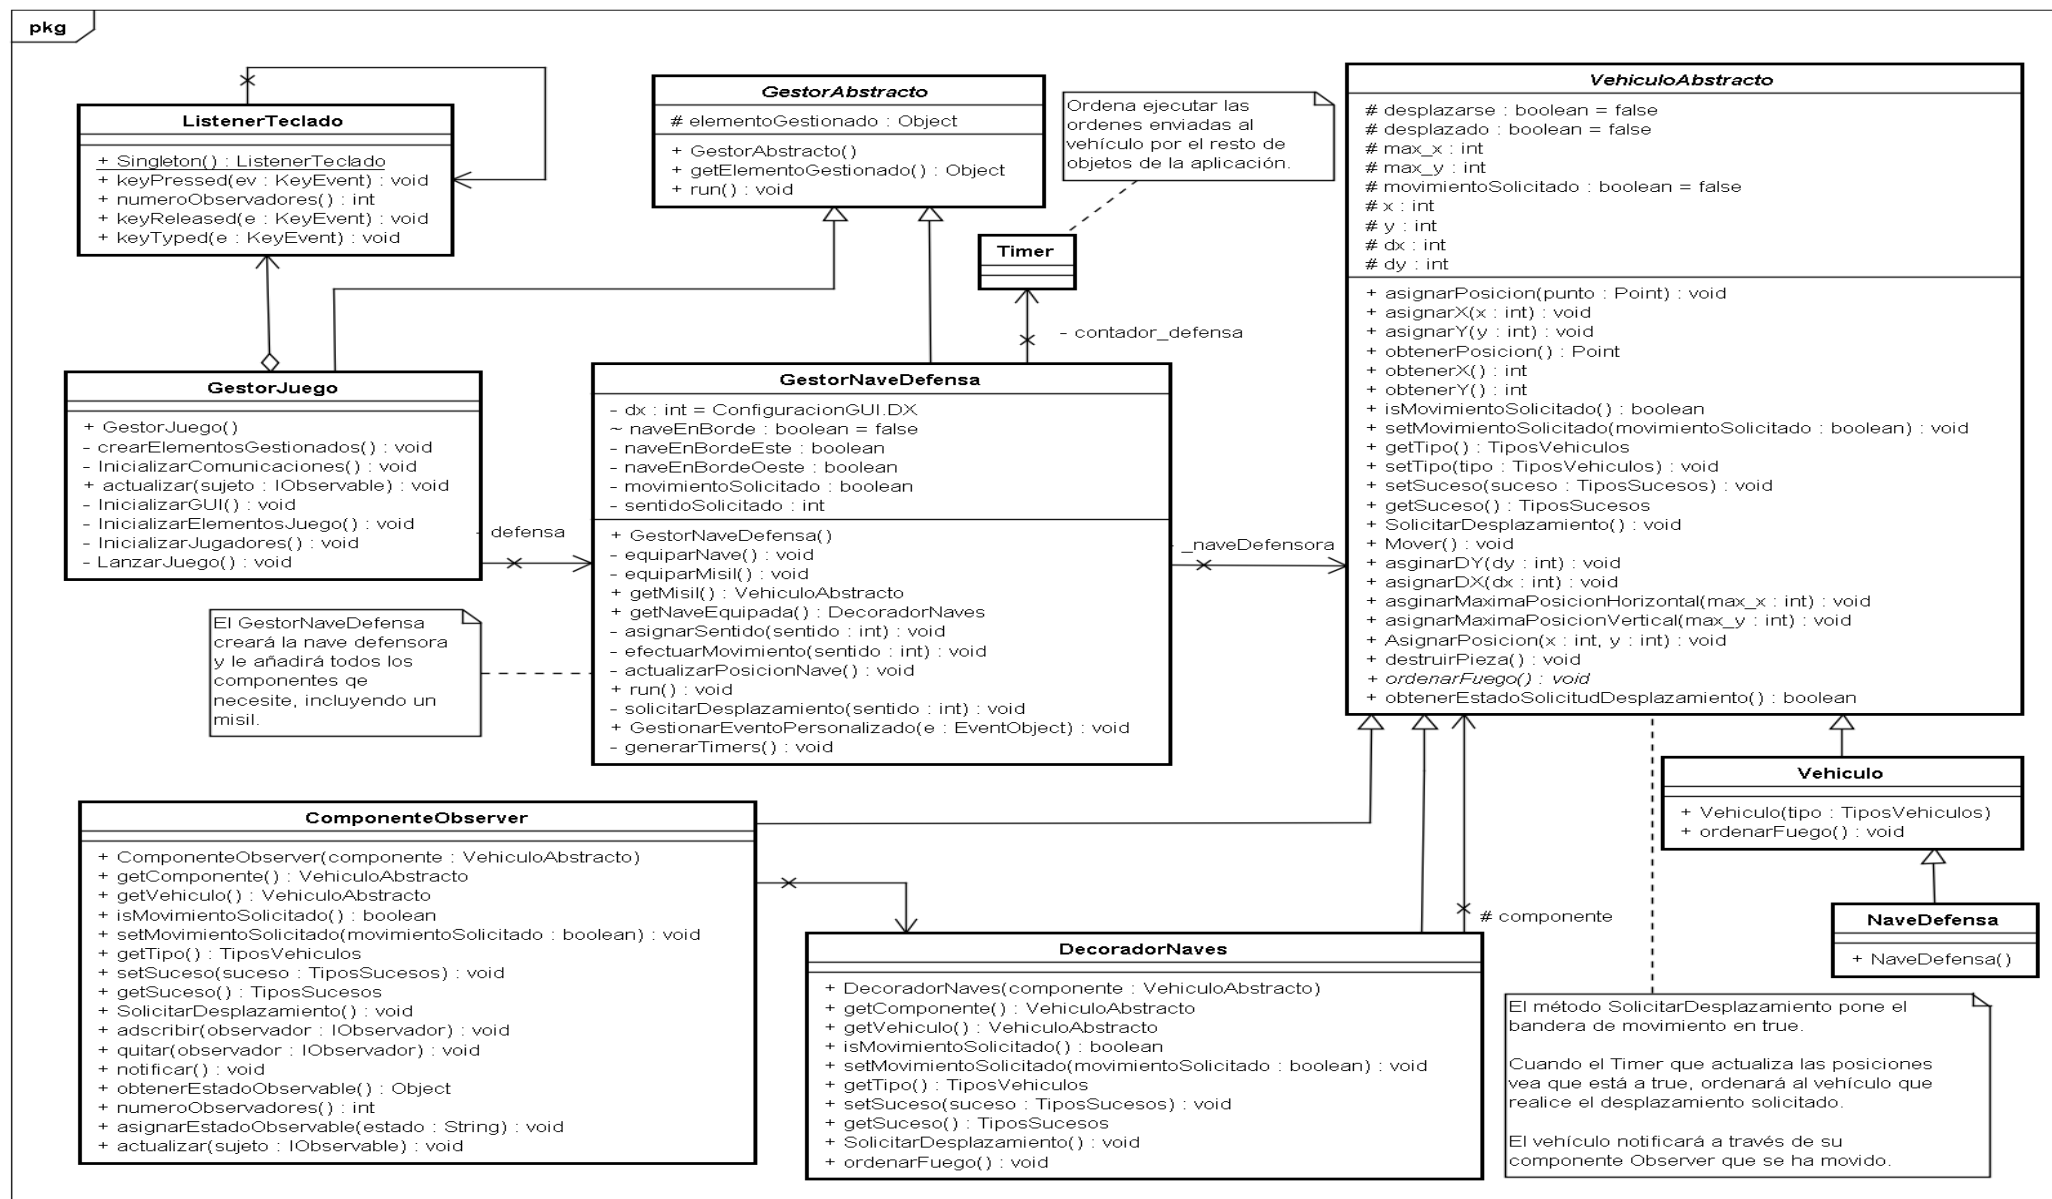 pkg
ListenerTeclado
+ Singleton() : ListenerTeclado
+ keyPressed(ev : KeyEvent) : void
+ numeroObservadores() : int
+ keyReleased(e : KeyEvent) : void
+ keyTyped(e : KeyEvent) : void
GestorAbstracto
# elementoGestionado : Object
+ GestorAbstracto()
+ getElementoGestionado() : Object
+ run() : void
Ordena ejecutar las
ordenes enviadas al
vehículo por el resto de
objetos de la aplicación.
Timer
- contador_defensa
VehiculoAbstracto
# desplazarse : boolean = false
# desplazado : boolean = false
# max_x : int
# max_y : int
# movimientoSolicitado : boolean = false
# x : int
# y : int
# dx : int
# dy : int
+ asignarPosicion(punto : Point) : void
+ asignarX(x : int) : void
+ asignarY(y : int) : void
+ obtenerPosicion() : Point
+ obtenerX() : int
+ obtenerY() : int
+ isMovimientoSolicitado() : boolean
+ setMovimientoSolicitado(movimientoSolicitado : boolean) : void
+ getTipo() : TiposVehiculos
+ setTipo(tipo : TiposVehiculos) : void
+ setSuceso(suceso : TiposSucesos) : void
+ getSuceso() : TiposSucesos
+ SolicitarDesplazamiento() : void
+ Mover() : void
+ asginarDY(dy : int) : void
+ asignarDX(dx : int) : void
+ asginarMaximaPosicionHorizontal(max_x : int) : void
+ asignarMaximaPosicionVertical(max_y : int) : void
+ AsignarPosicion(x : int, y : int) : void
+ destruirPieza() : void
+ ordenarFuego() : void
+ obtenerEstadoSolicitudDesplazamiento() : boolean
GestorJuego
+ GestorJuego()
- crearElementosGestionados() : void
- InicializarComunicaciones() : void
+ actualizar(sujeto : IObservable) : void
- InicializarGUI() : void
- InicializarElementosJuego() : void
- InicializarJugadores() : void
- LanzarJuego() : void
- defensa
GestorNaveDefensa
- dx : int = ConfiguracionGUI.DX
~ naveEnBorde : boolean = false
- naveEnBordeEste : boolean
- naveEnBordeOeste : boolean
- movimientoSolicitado : boolean
- sentidoSolicitado : int
+ GestorNaveDefensa()
- equiparNave() : void
- equiparMisil() : void
+ getMisil() : VehiculoAbstracto
+ getNaveEquipada() : DecoradorNaves
- asignarSentido(sentido : int) : void
- efectuarMovimiento(sentido : int) : void
- actualizarPosicionNave() : void
+ run() : void
- solicitarDesplazamiento(sentido : int) : void
+ GestionarEventoPersonalizado(e : EventObject) : void
- generarTimers() : void
- _naveDefensora
El GestorNaveDefensa
creará la nave defensora
y le añadirá todos los
componentes qe
necesite, incluyendo un
misil.
Vehiculo
+ Vehiculo(tipo : TiposVehiculos)
+ ordenarFuego() : void
NaveDefensa
+ NaveDefensa()
ComponenteObserver
+ ComponenteObserver(componente : VehiculoAbstracto)
+ getComponente() : VehiculoAbstracto
+ getVehiculo() : VehiculoAbstracto
+ isMovimientoSolicitado() : boolean
+ setMovimientoSolicitado(movimientoSolicitado : boolean) : void
+ getTipo() : TiposVehiculos
+ setSuceso(suceso : TiposSucesos) : void
+ getSuceso() : TiposSucesos
+ SolicitarDesplazamiento() : void
+ adscribir(observador : IObservador) : void
+ quitar(observador : IObservador) : void
+ notificar() : void
+ obtenerEstadoObservable() : Object
+ numeroObservadores() : int
+ asignarEstadoObservable(estado : String) : void
+ actualizar(sujeto : IObservable) : void
# componente
DecoradorNaves
+ DecoradorNaves(componente : VehiculoAbstracto)
+ getComponente() : VehiculoAbstracto
+ getVehiculo() : VehiculoAbstracto
+ isMovimientoSolicitado() : boolean
+ setMovimientoSolicitado(movimientoSolicitado : boolean) : void
+ getTipo() : TiposVehiculos
+ setSuceso(suceso : TiposSucesos) : void
+ getSuceso() : TiposSucesos
+ SolicitarDesplazamiento() : void
+ ordenarFuego() : void
El método SolicitarDesplazamiento pone el
bandera de movimiento en true.
Cuando el Timer que actualiza las posiciones
vea que está a true, ordenará al vehículo que
realice el desplazamiento solicitado.
El vehículo notificará a través de su
componente Observer que se ha movido.